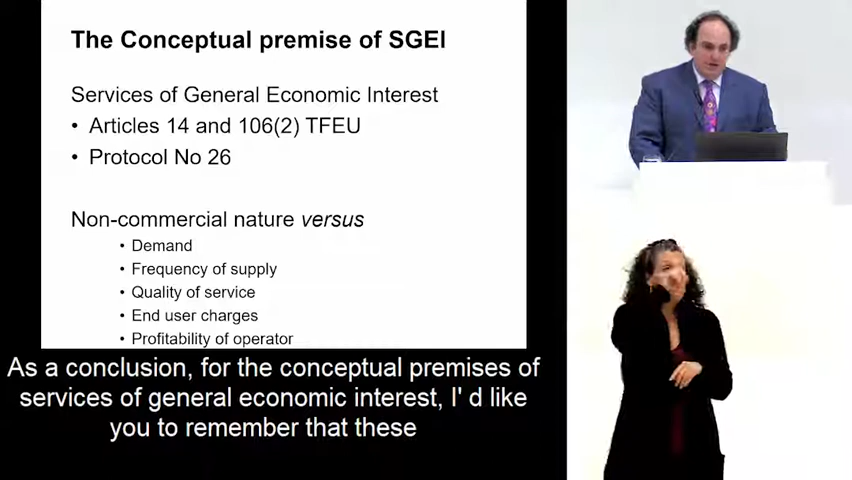 The Conceptual premise of SGEI
Services of General Economic Interest
• Articles 14 and 106(2) TFEU
• Protocol No 26
Non-commercial nature versus
• Demand
• Frequency of supply
• Quality of service
• End user charges
• Profitability of operator
As a conclusion, for the conceptual premises of
services of general economic interest, I' d like
you to remember that these